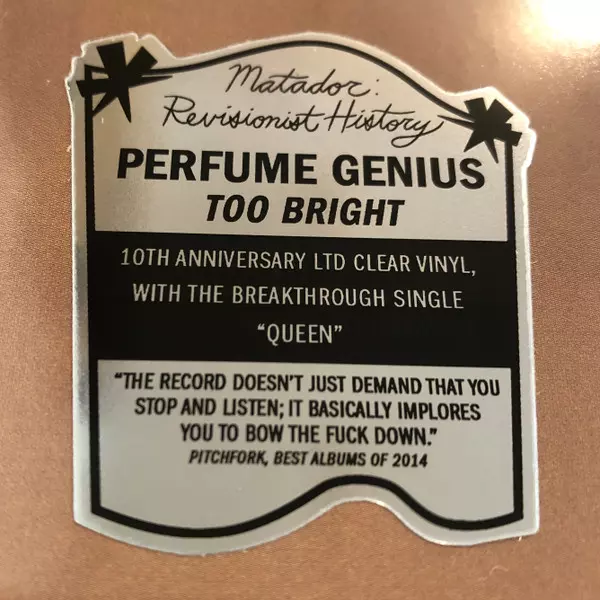 Matador:
Revisionist History
PERFUME GENIUS
TOO BRIGHT
10TH ANNIVERSARY LTD CLEAR VINYL,
WITH THE BREAKTHROUGH SINGLE
“QUEEN”
“THE RECORD DOESN’T JUST DEMAND THAT YOU
STOP AND LISTEN; IT BASICALLY IMPLORES
YOU TO BOW THE FUCK DOWN.”
PITCHFORK, BEST ALBUMS OF 2014